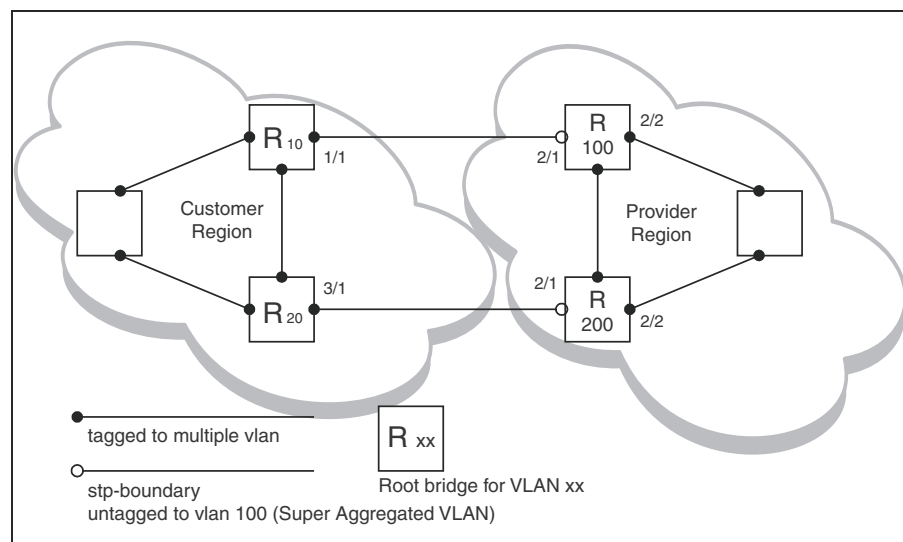 R 10
1/1
R
100
2/2
2/1
Customer
Region
Provider
Region
R 20
3/1
2/1
R
200
2/2
tagged to multiple vlan
R xx
Root bridge for VLAN xx
stp-boundary
untagged to vlan 100 (Super Aggregated VLAN)